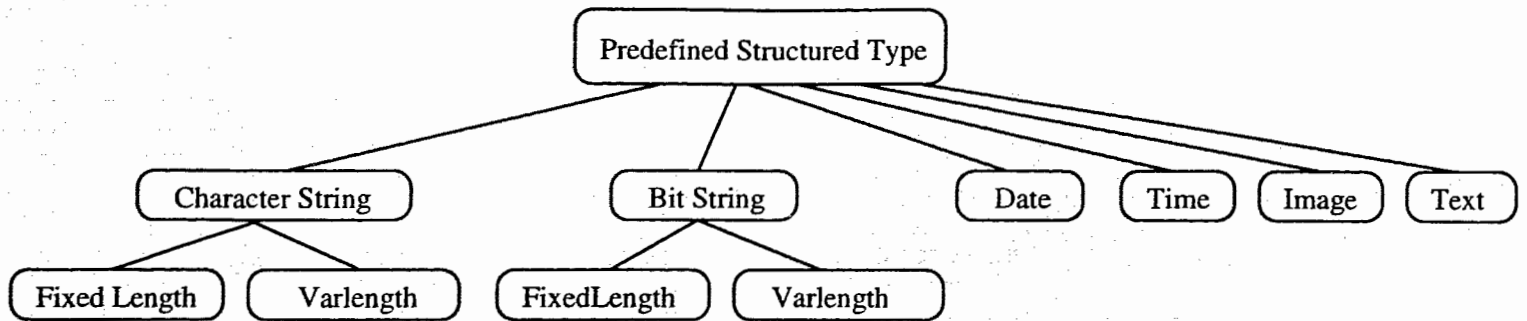 Predefined Structured Type
Character String
Bit String
Date
Time
Image
Text
Fixed Length
Varlength
FixedLength
Varlength